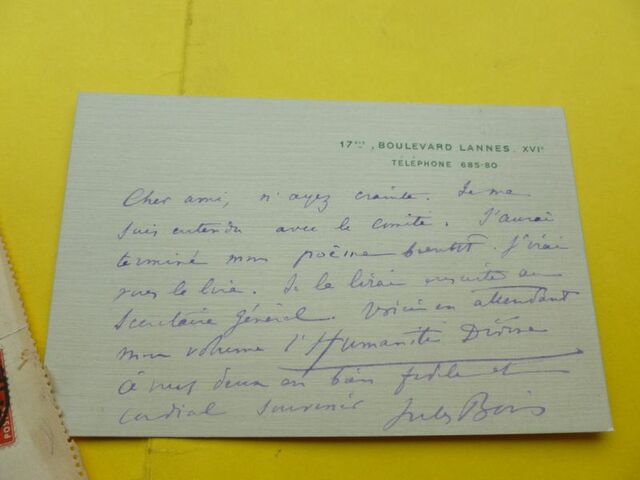 17bis, BOULEVARD LANNES, XVIe
TÉLÉPHONE 685-80
Cher ami, n'ayez crainte. Je me
suis entendu avec le Comité. J'aurai
terminé mon poème bientôt. J'irai
vous le lire. Je le lirai ensuite au
Secrétaire Général. Voici en attendant
mon volume l'Humanité Divine
à vous deux en bien fidèle et
cordial souvenir Jules Bois
POS